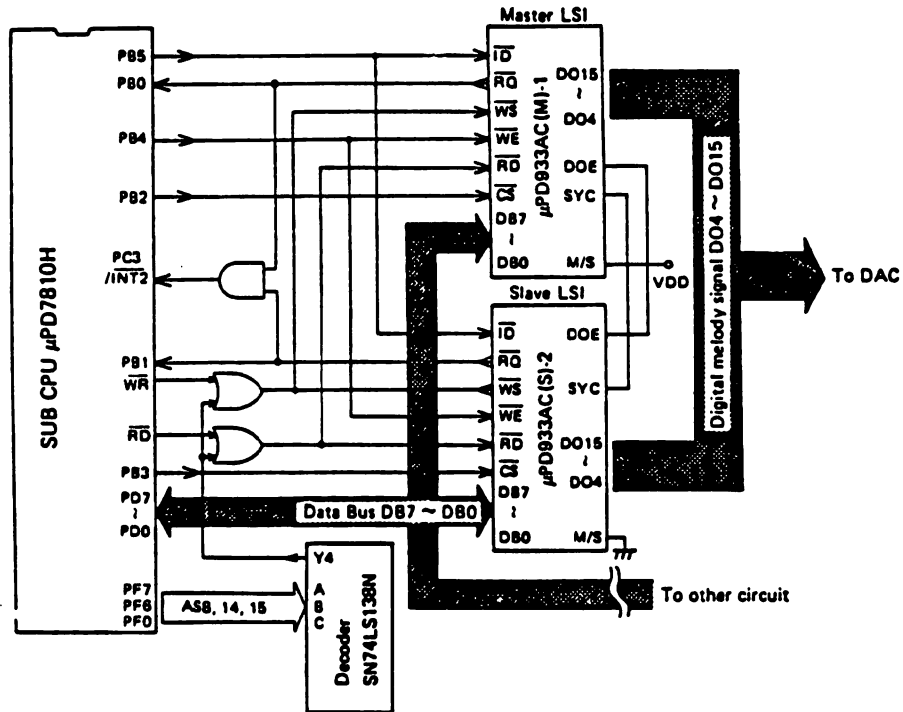 Master LSI
SUB CPU μPD7810H
PB5
PB0
PB4
PB2
PC3
/INT2
PB1
WR
RD
PB3
PD7
~
PD0
PF7
PF6
PF0
ID
RQ
WS
WE
RD
CS
DB7
~
DB0
μPD933AC(M)-1
DO15
~
DO4
DOE
SYC
M/S
VDD
Slave LSI
ID
RQ
WS
WE
RD
CS
DB7
~
DB0
μPD933AC(S)-2
DOE
SYC
DO15
~
DO4
M/S
Digital melody signal DO4 ~ DO15
To DAC
Data Bus DB7 ~ DB0
AS8, 14, 15
Y4
A
B
C
Decoder
SN74LS138N
To other circuit